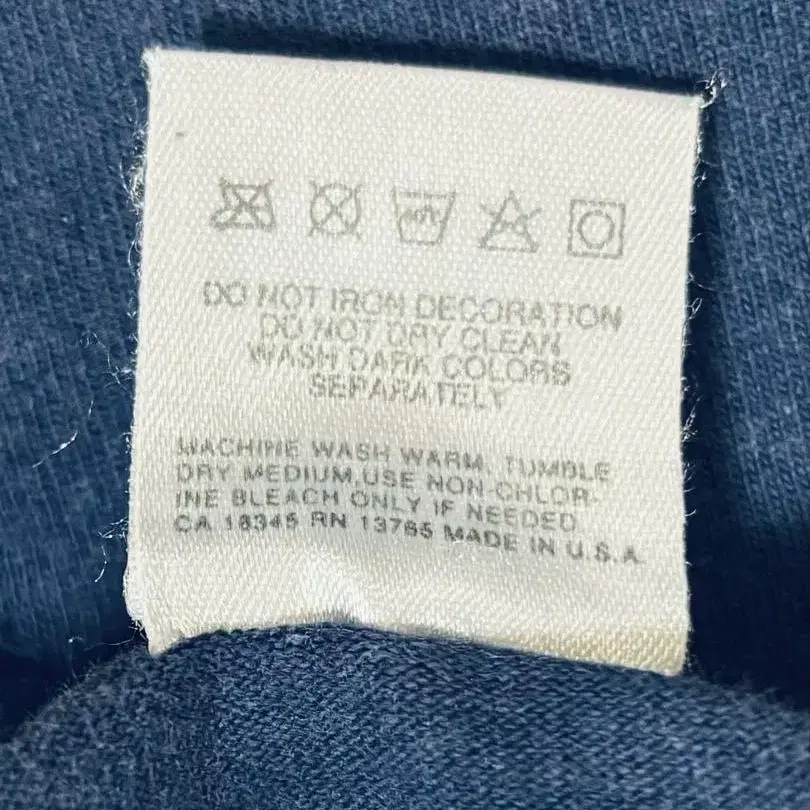 DO NOT IRON DECORATION
DO NOT DRY CLEAN
WASH DARK COLORS
SEPARATELY
MACHINE WASH WARM, TUMBLE
DRY MEDIUM, USE NON-CHLOR-
INE BLEACH ONLY IF NEEDED
CA 18345 RN 13765 MADE IN U.S.A.